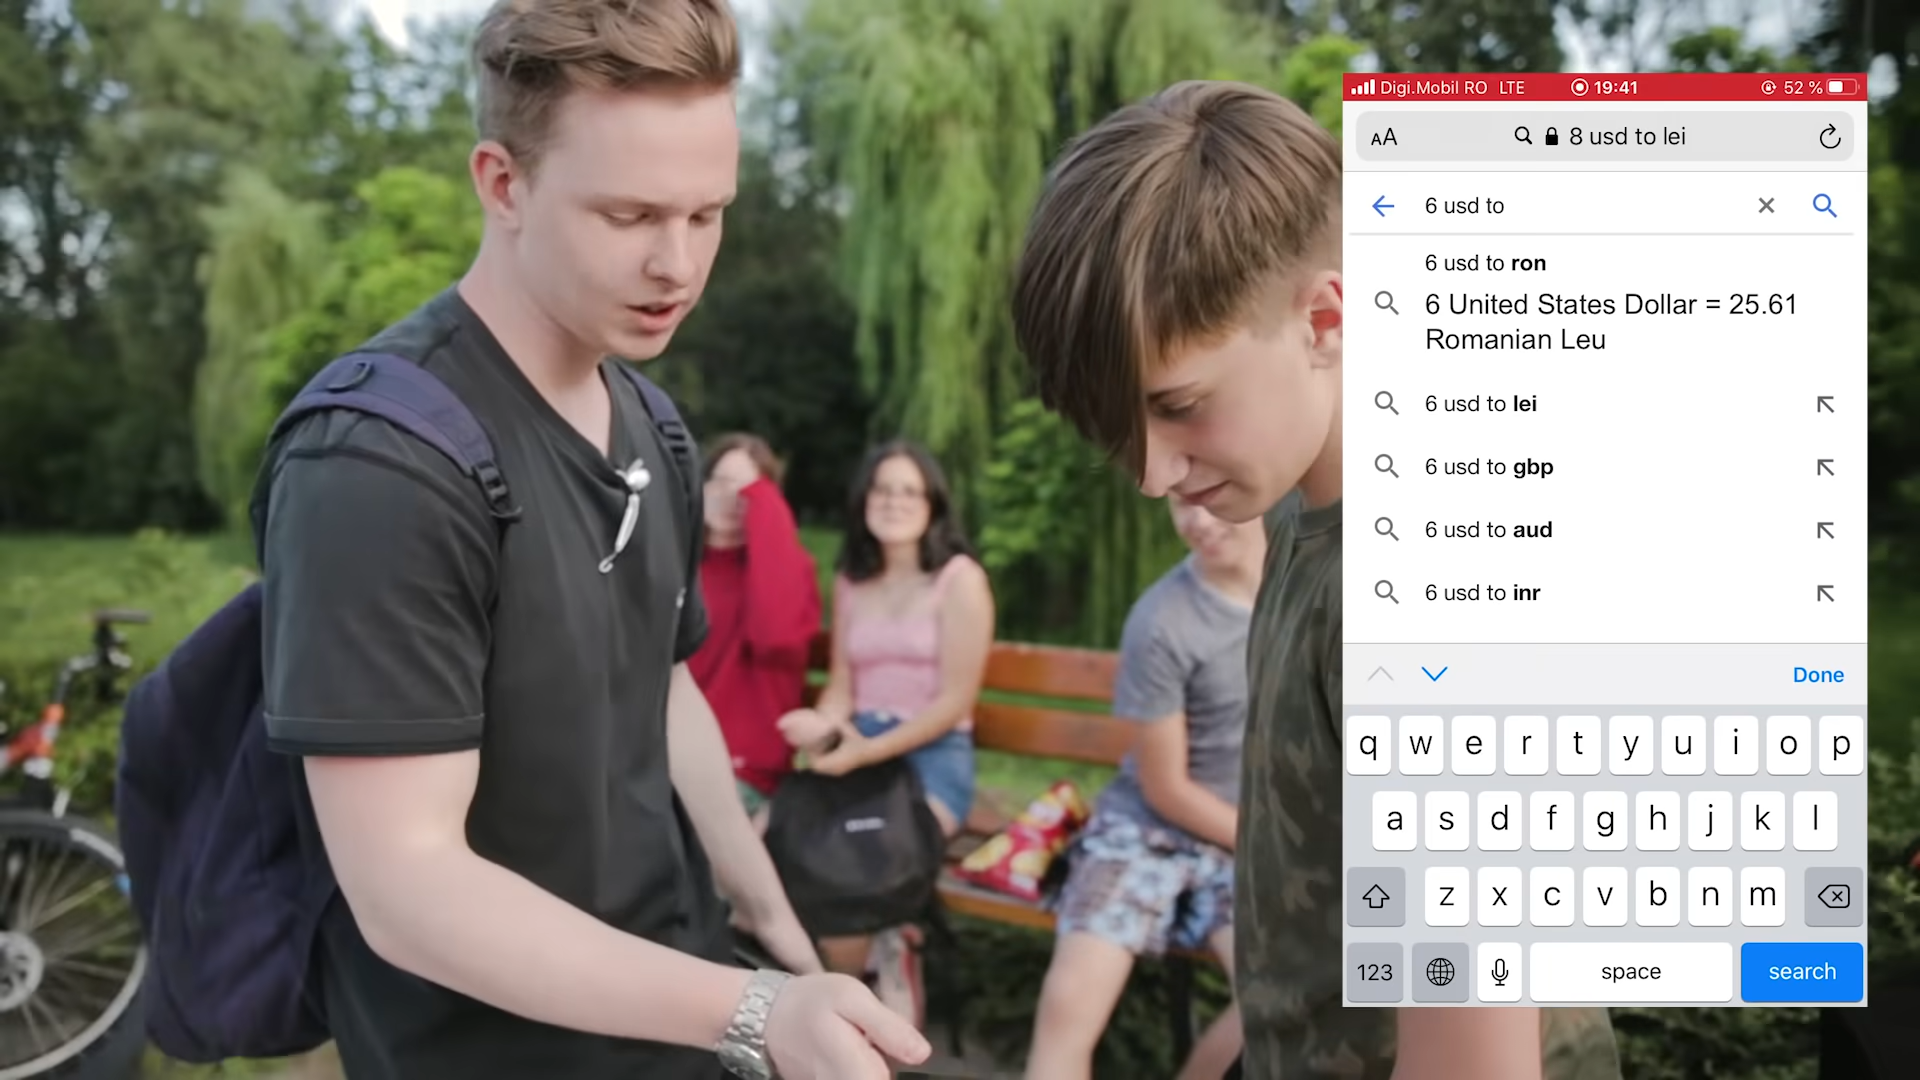 Digi.Mobil RO LTE 19:41 52 %
AA 8 usd to lei
6 usd to
6 usd to ron
6 United States Dollar = 25.61
Romanian Leu
6 usd to lei
6 usd to gbp
6 usd to aud
6 usd to inr
Done
q w e r t y u i o p
a s d f g h j k l
z x c v b n m
123 space search